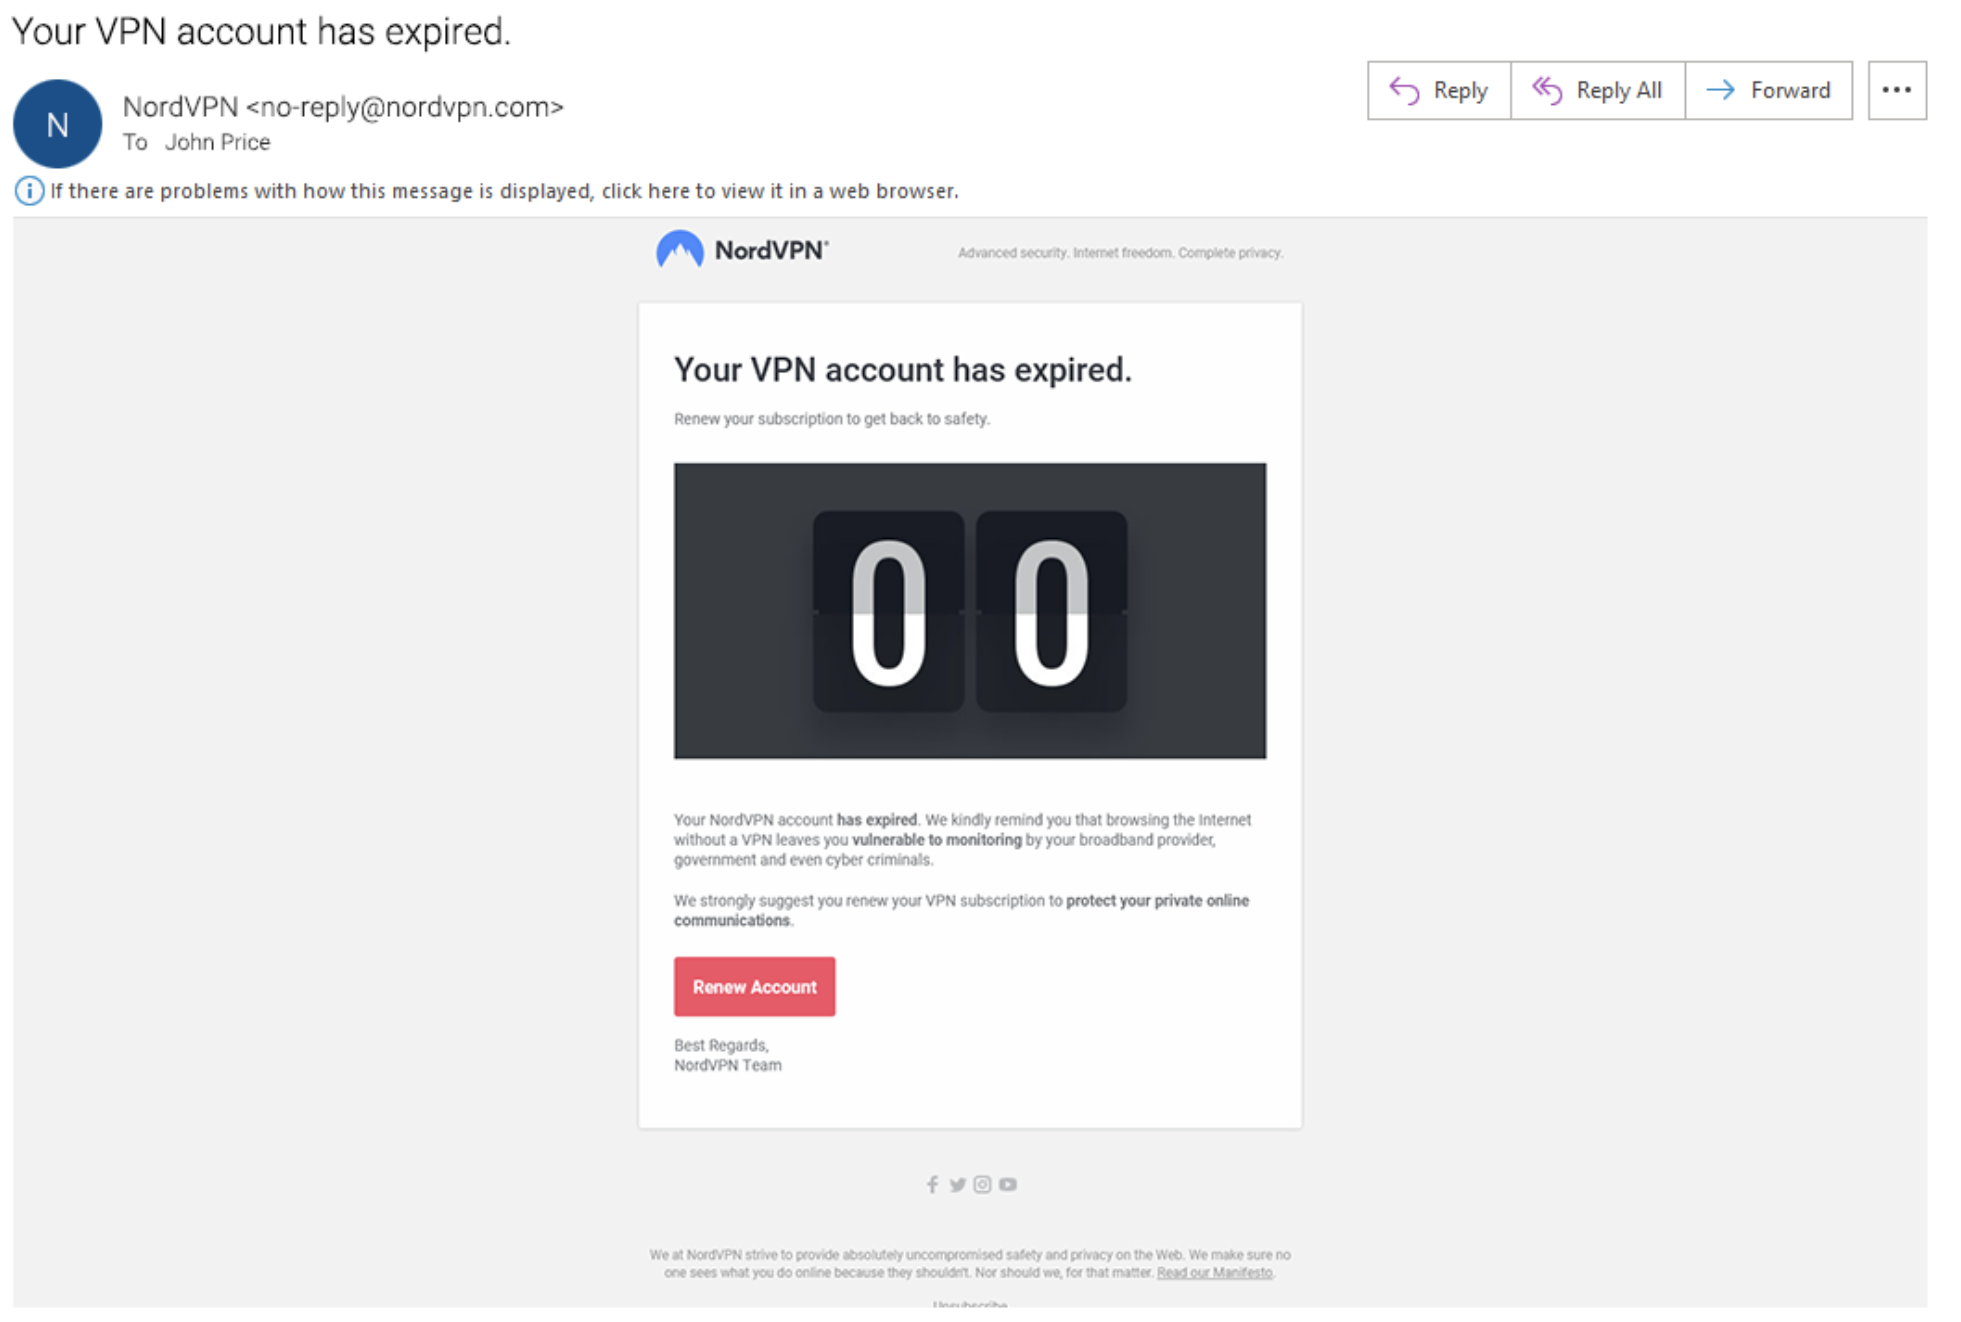 Your VPN account has expired.
Reply
Reply All
Forward
N
NordVPN <no-reply@nordvpn.com>
To John Price
If there are problems with how this message is displayed, click here to view it in a web browser.
NordVPN®
Advanced security. Internet freedom. Complete privacy.
Your VPN account has expired.
Renew your subscription to get back to safety.
00
Your NordVPN account has expired. We kindly remind you that browsing the Internet
without a VPN leaves you vulnerable to monitoring by your broadband provider,
government and even cyber criminals.
We strongly suggest you renew your VPN subscription to protect your private online
communications.
Renew Account
Best Regards,
NordVPN Team
We at NordVPN strive to provide absolutely uncompromised safety and privacy on the Web. We make sure no
one sees what you do online because they shouldn't. Nor should we, for that matter. Read our Manifesto.
Unsubscribe